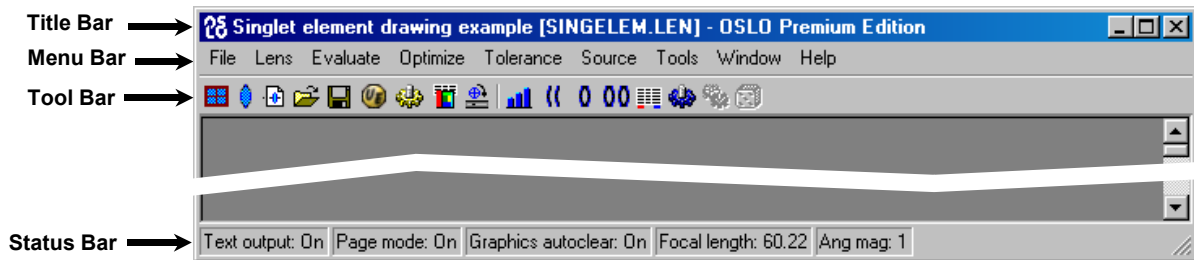 Title Bar
Singlet element drawing example [SINGELEM.LEN] - OSLO Premium Edition
Menu Bar
File Lens Evaluate Optimize Tolerance Source Tools Window Help
Tool Bar
Status Bar
Text output: On Page mode: On Graphics autoclear: On Focal length: 60.22 Ang mag: 1